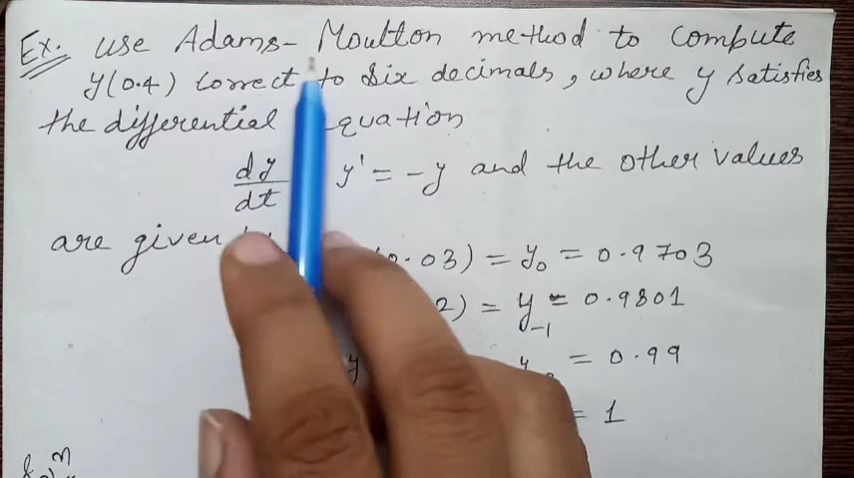 Ex. use Adams-Moulton method to compute
y(0.4) correct to six decimals, where y satisfies
the differential equation
dy
dt y' = -y and the other values
are given
0.03) = y₀ = 0.9703
2) = y₋₁ = 0.9801
y = 0.99
= 1